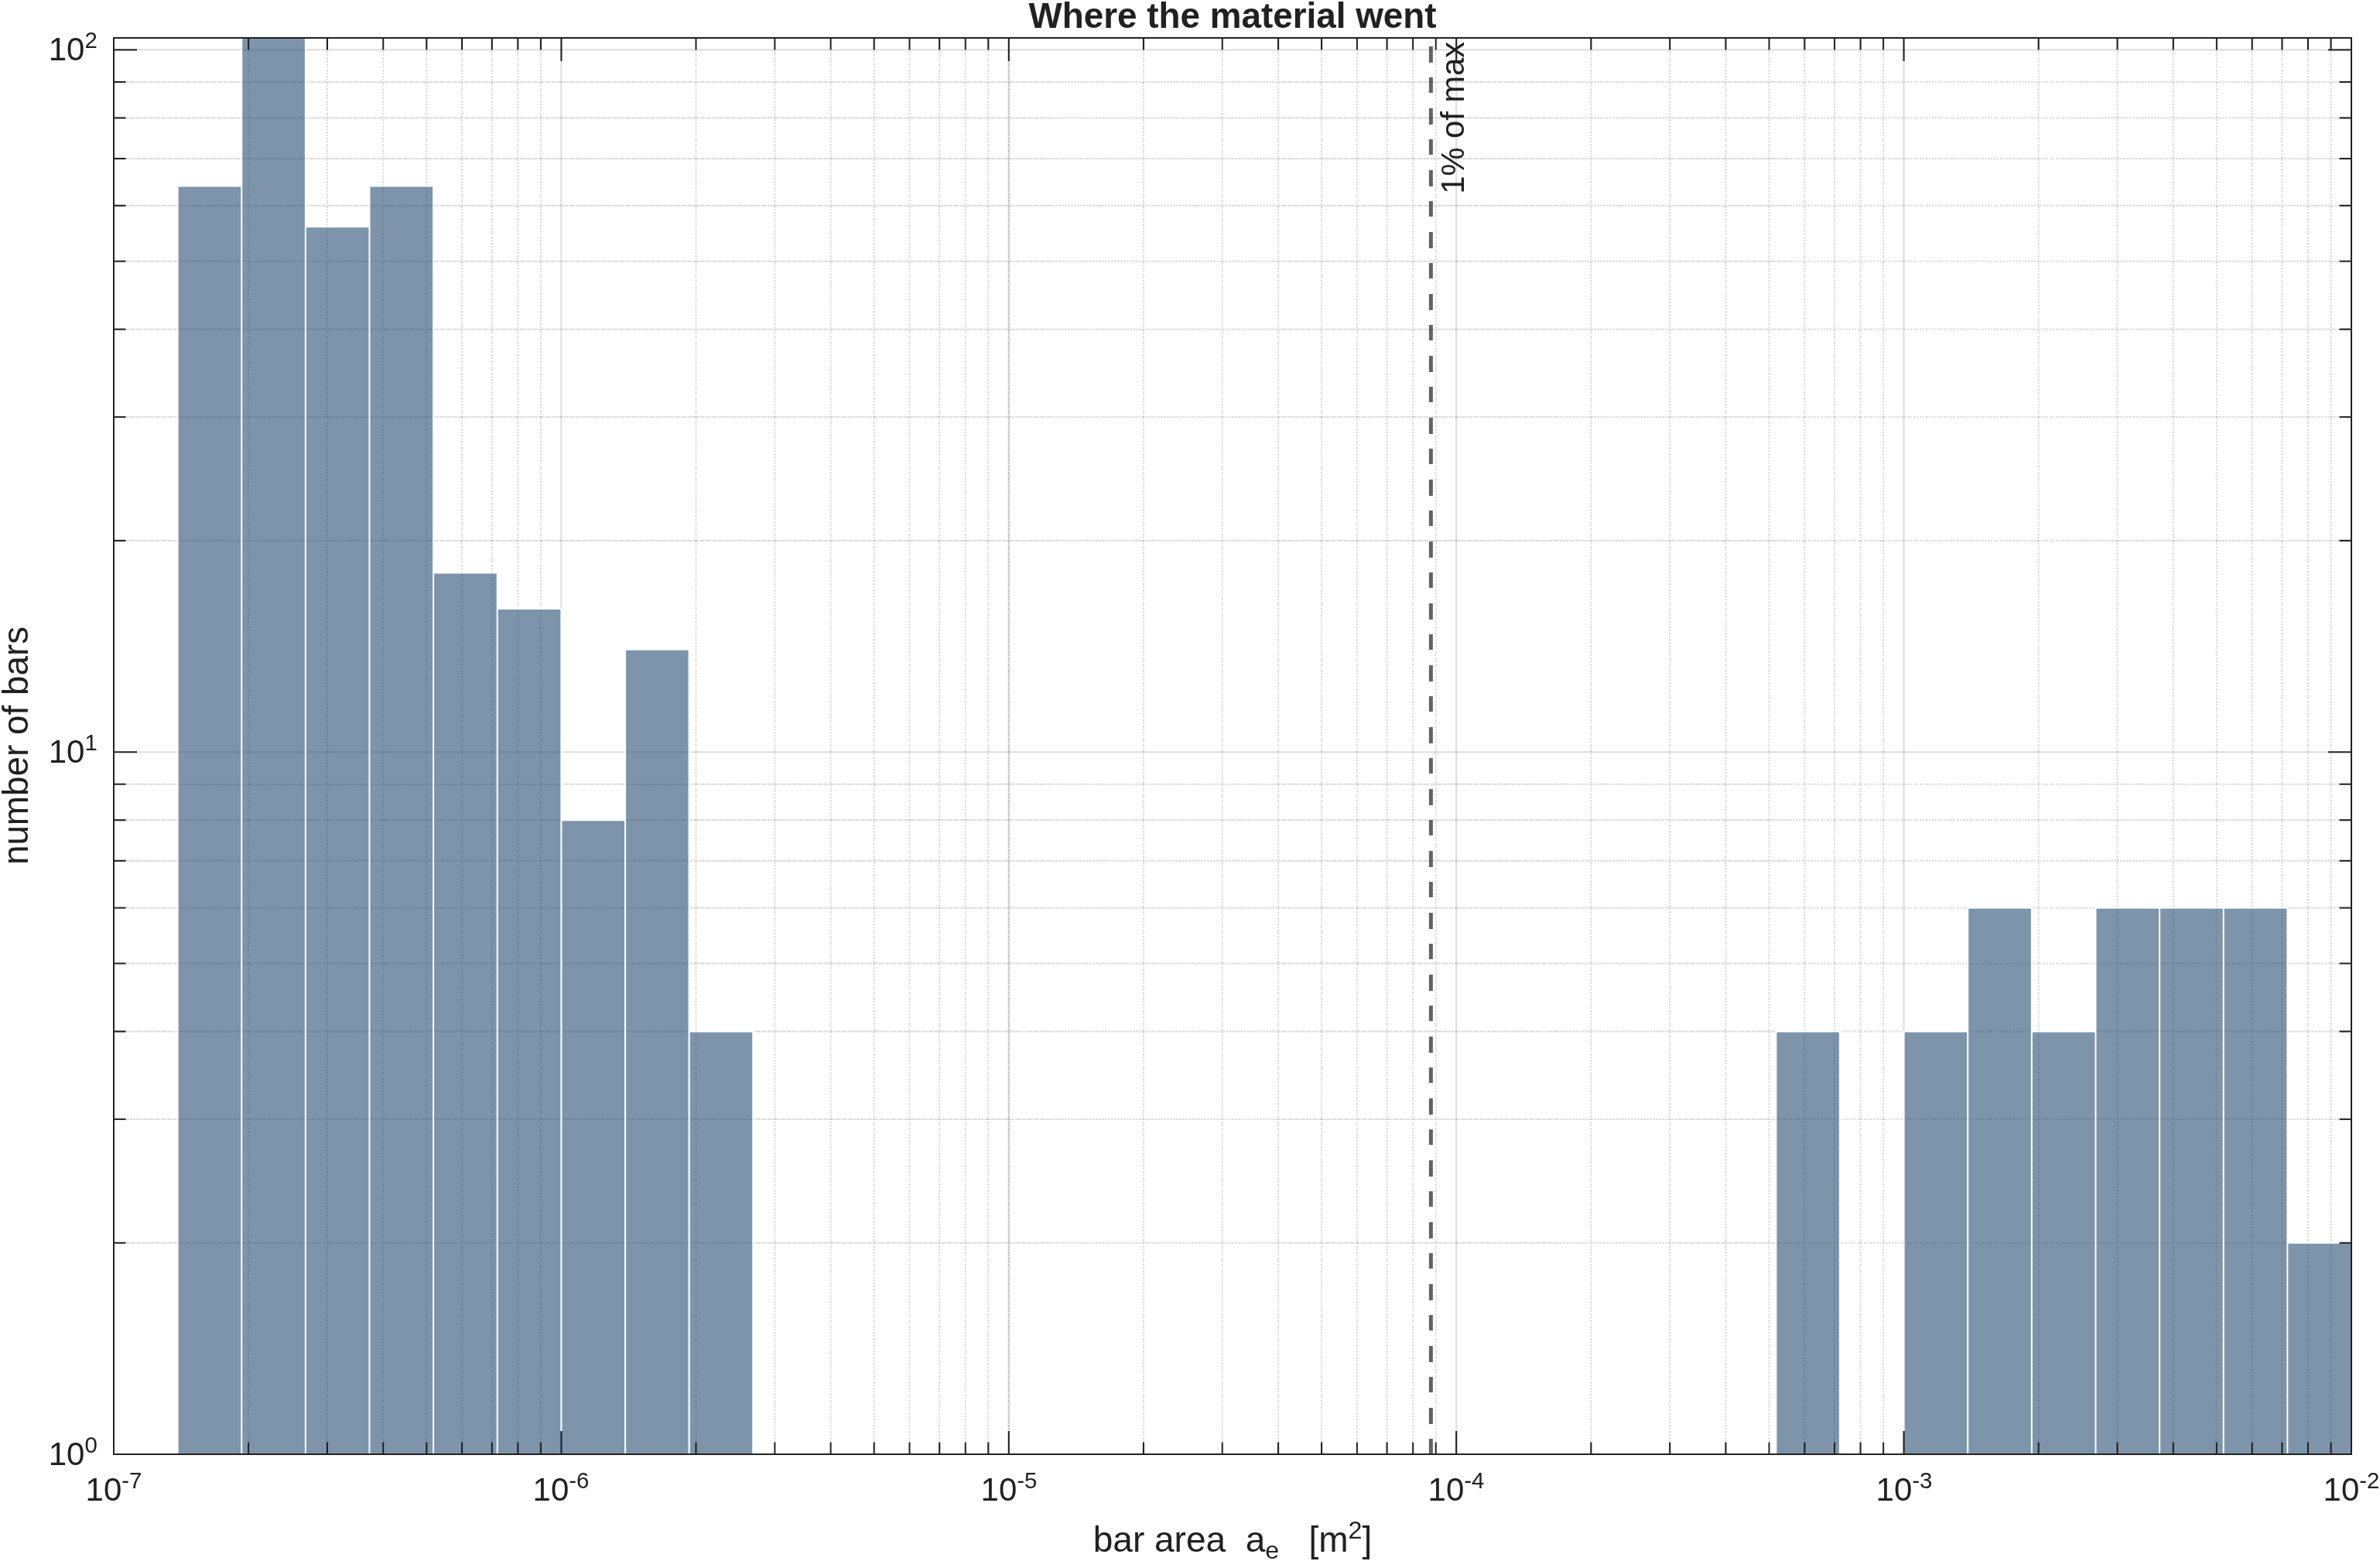 Where the material went
10^2
1% of max
number of bars
10^1
10^0
10^-7 10^-6 10^-5 10^-4 10^-3 10^-2
bar area a_e [m^2]